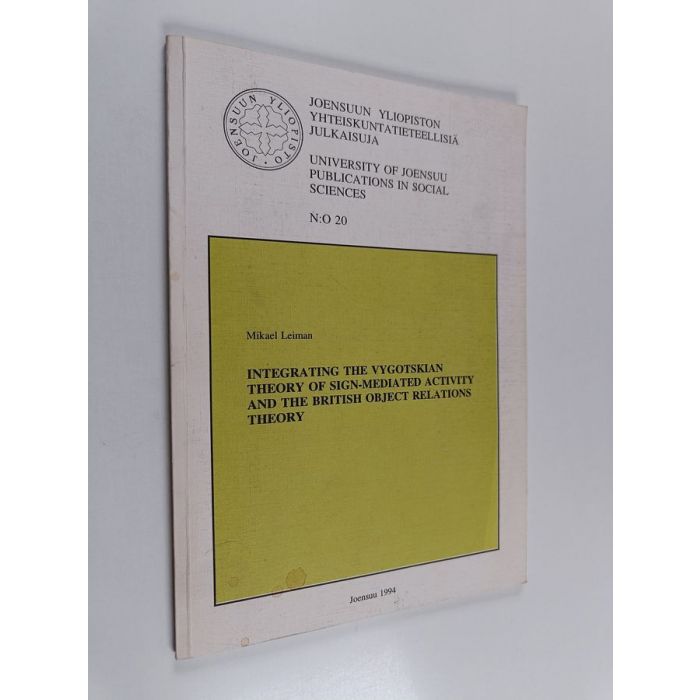 JOENSUUN YLIOPISTO
JOENSUUN YLIOPISTON
YHTEISKUNTATIETEELLISIÄ
JULKAISUJA
UNIVERSITY OF JOENSUU
PUBLICATIONS IN SOCIAL
SCIENCES
N:O 20
Mikael Leiman
INTEGRATING THE VYGOTSKIAN
THEORY OF SIGN-MEDIATED ACTIVITY
AND THE BRITISH OBJECT RELATIONS
THEORY
Joensuu 1994